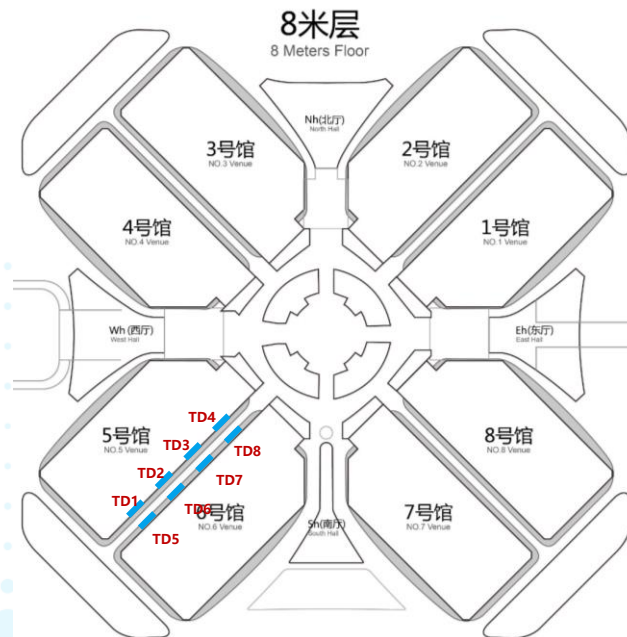 8米层
8 Meters Floor
Nh(北厅)
North Hall
3号馆
NO.3 Venue
2号馆
NO.2 Venue
4号馆
NO.4 Venue
1号馆
NO.1 Venue
Wh (西厅)
West Hall
Eh(东厅)
East Hall
TD4
5号馆
NO.5 Venue
TD3
TD8
8号馆
NO.8 Venue
TD2
TD7
TD1
TD6
6号馆
NO.6 Venue
TD5
Sh(南厅)
South Hall
7号馆
NO.7 Venue